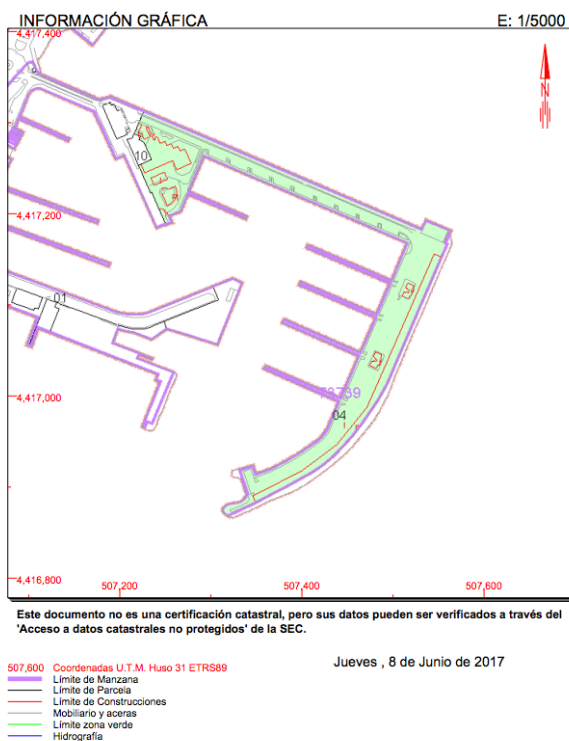 INFORMACIÓN GRÁFICA E: 1/5000
4,417,400
N
10
4,417,200
01
4,417,000
73739
04
4,416,800
507,200 507,400 507,600
Este documento no es una certificación catastral, pero sus datos pueden ser verificados a través del
'Acceso a datos catastrales no protegidos' de la SEC.
Jueves , 8 de Junio de 2017
507,600 Coordenadas U.T.M. Huso 31 ETRS89
Límite de Manzana
Límite de Parcela
Límite de Construcciones
Mobiliario y aceras
Límite zona verde
Hidrografía